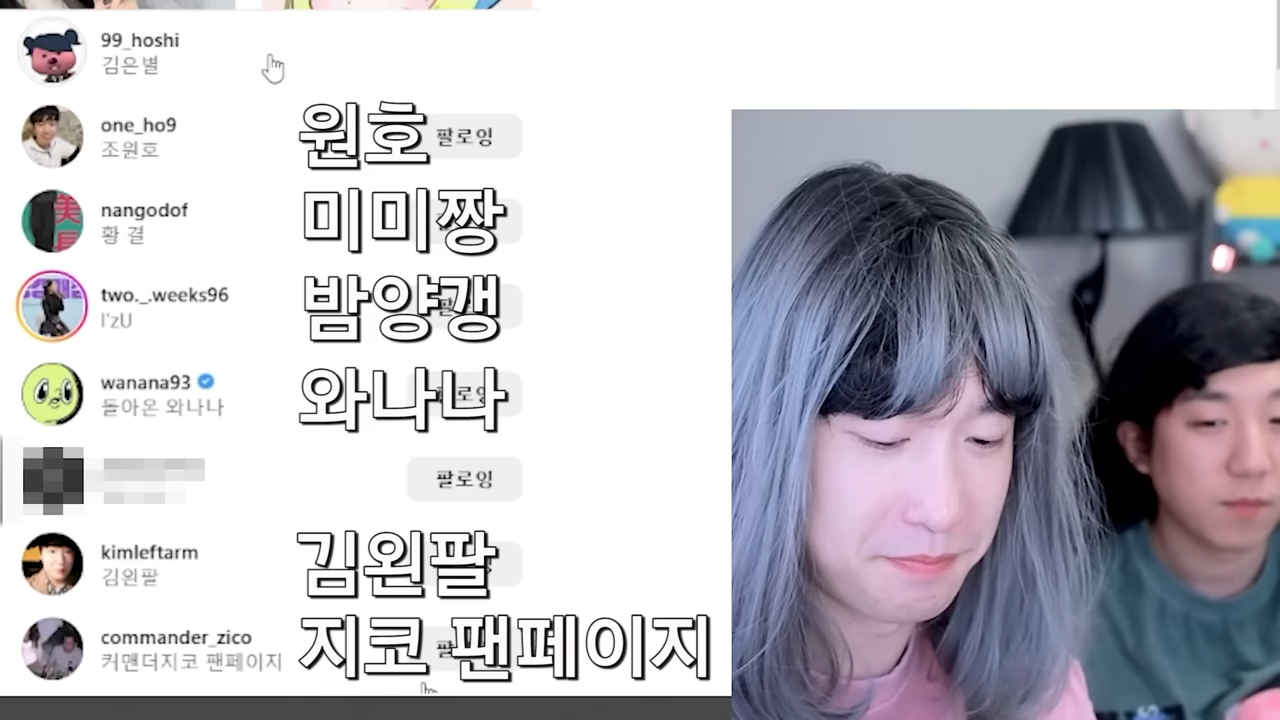 99_hoshi
김은별
one_ho9
조원호
원호
팔로잉
nangodof
황 결
미미짱
two._.weeks96
I'zU
밤양갱
wanana93
돌아온 와나나
와나나
팔로잉
kimleftarm
김왼팔
김왼팔
commander_zico
커맨더지코 팬페이지
지코 팬페이지